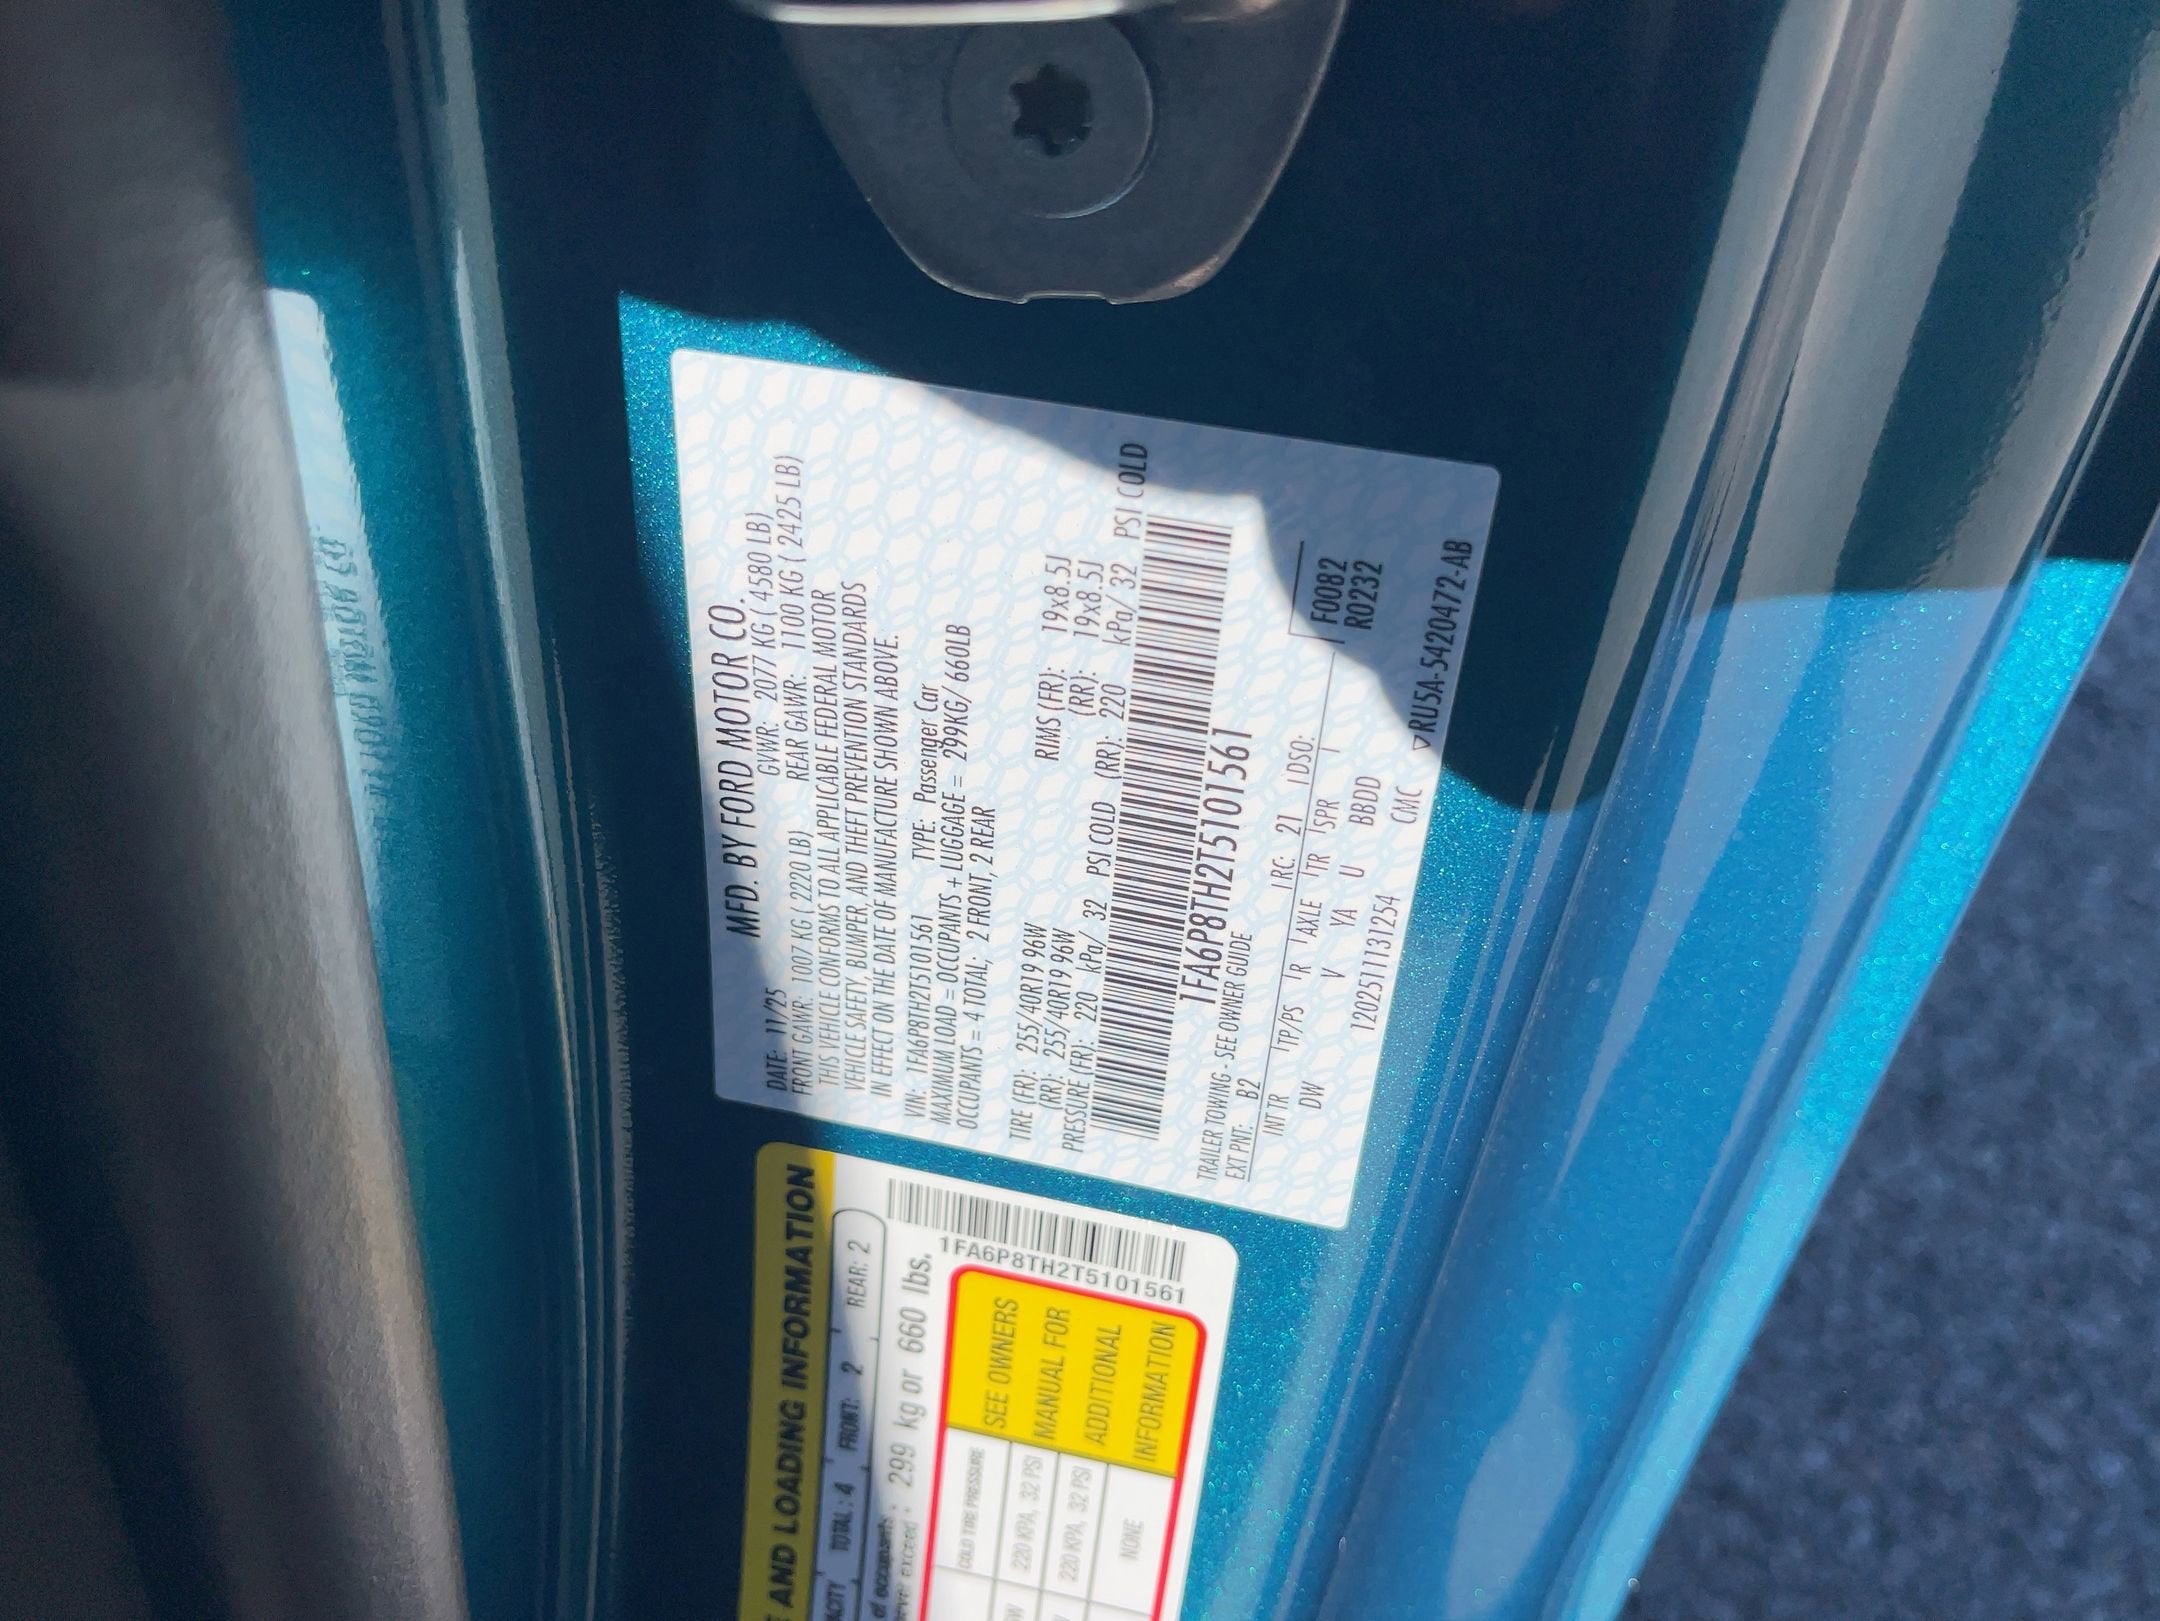 MFD. BY FORD MOTOR CO.
DATE: 11/25 GVWR: 2077 KG ( 4580 LB)
FRONT GAWR: 1007 KG ( 2220 LB) REAR GAWR: 1100 KG ( 2425 LB)
THIS VEHICLE CONFORMS TO ALL APPLICABLE FEDERAL MOTOR
VEHICLE SAFETY, BUMPER, AND THEFT PREVENTION STANDARDS
IN EFFECT ON THE DATE OF MANUFACTURE SHOWN ABOVE.
VIN: 1FA6P8TH2T5101561 TYPE: Passenger Car
MAXIMUM LOAD = OCCUPANTS + LUGGAGE = 299KG/ 660LB
OCCUPANTS = 4 TOTAL; 2 FRONT, 2 REAR
TIRE (FR): 255/40R19 96W RIMS (FR): 19x8.5J
(RR): 255/40R19 96W (RR): 19x8.5J
PRESSURE (FR): 220 kPa/ 32 PSI COLD (RR): 220 kPa/ 32 PSI COLD
1FA6P8TH2T5101561
TRAILER TOWING - SEE OWNER GUIDE
EXT PNT: B2 RC: 21 DSO:
INT TR TP/PS R AXLE TR SPR F0082
DW V YA U BBDD R0232
12025111131254 CMC ▽RU5A-5420472-AB
AND LOADING INFORMATION
TOTAL : 4 FRONT: 2 REAR: 2
299 kg or 660 lbs.
1FA6P8TH2T5101561
COLD TIRE PRESSURE SEE OWNERS
220 KPA, 32 PSI MANUAL FOR
220 KPA, 32 PSI ADDITIONAL
NONE INFORMATION